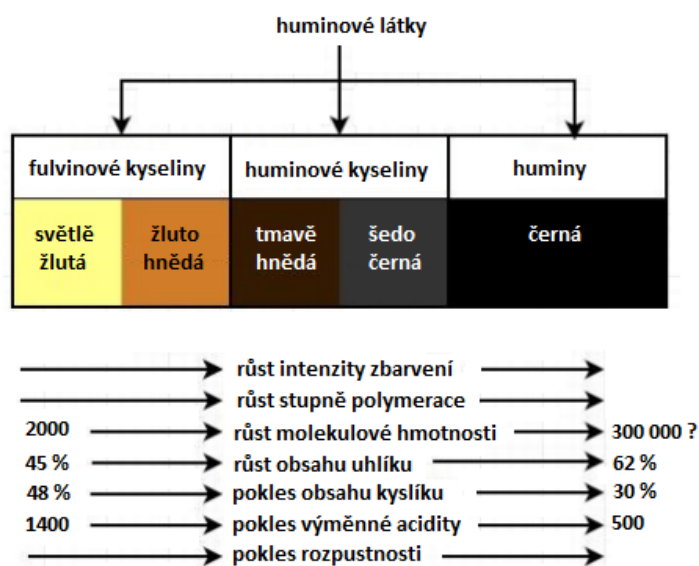 huminové látky
fulvinové kyseliny huminové kyseliny huminy
světle žluto tmavě šedo černá
žlutá hnědá hnědá černá
růst intenzity zbarvení
růst stupně polymerace
2000 růst molekulové hmotnosti 300 000 ?
45 % růst obsahu uhlíku 62 %
48 % pokles obsahu kyslíku 30 %
1400 pokles výměnné acidity 500
pokles rozpustnosti